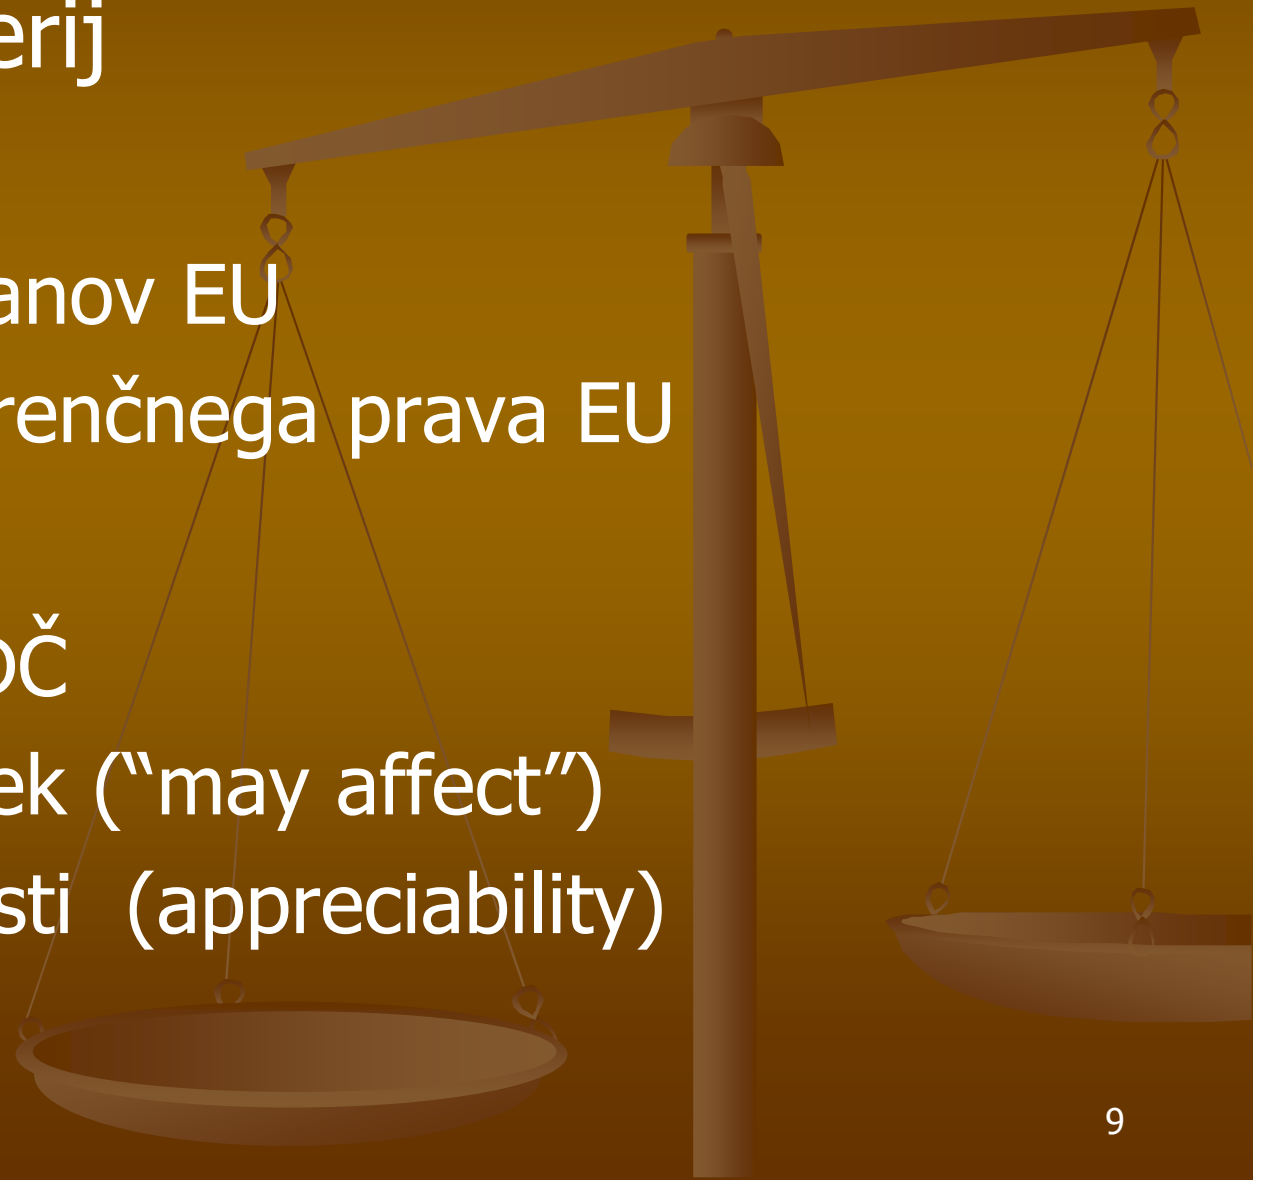 erij
anov EU
renčnega prava EU
OČ
ek (“may affect”)
sti (appreciability)
9